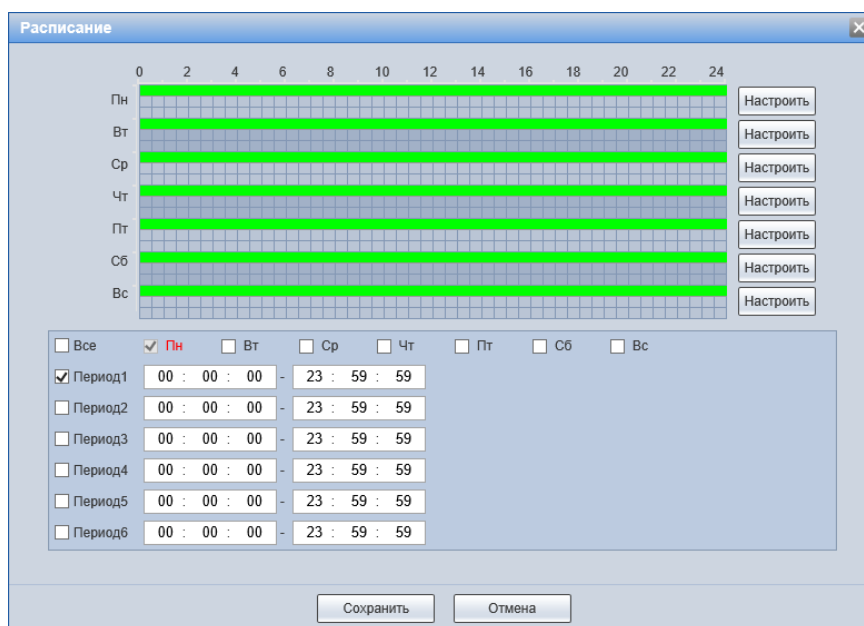 Расписание
0 2 4 6 8 10 12 14 16 18 20 22 24
Пн Настроить
Вт Настроить
Ср Настроить
Чт Настроить
Пт Настроить
Сб Настроить
Вс Настроить
Все Пн Вт Ср Чт Пт Сб Вс
Период1 00 : 00 : 00 - 23 : 59 : 59
Период2 00 : 00 : 00 - 23 : 59 : 59
Период3 00 : 00 : 00 - 23 : 59 : 59
Период4 00 : 00 : 00 - 23 : 59 : 59
Период5 00 : 00 : 00 - 23 : 59 : 59
Период6 00 : 00 : 00 - 23 : 59 : 59
Сохранить Отмена